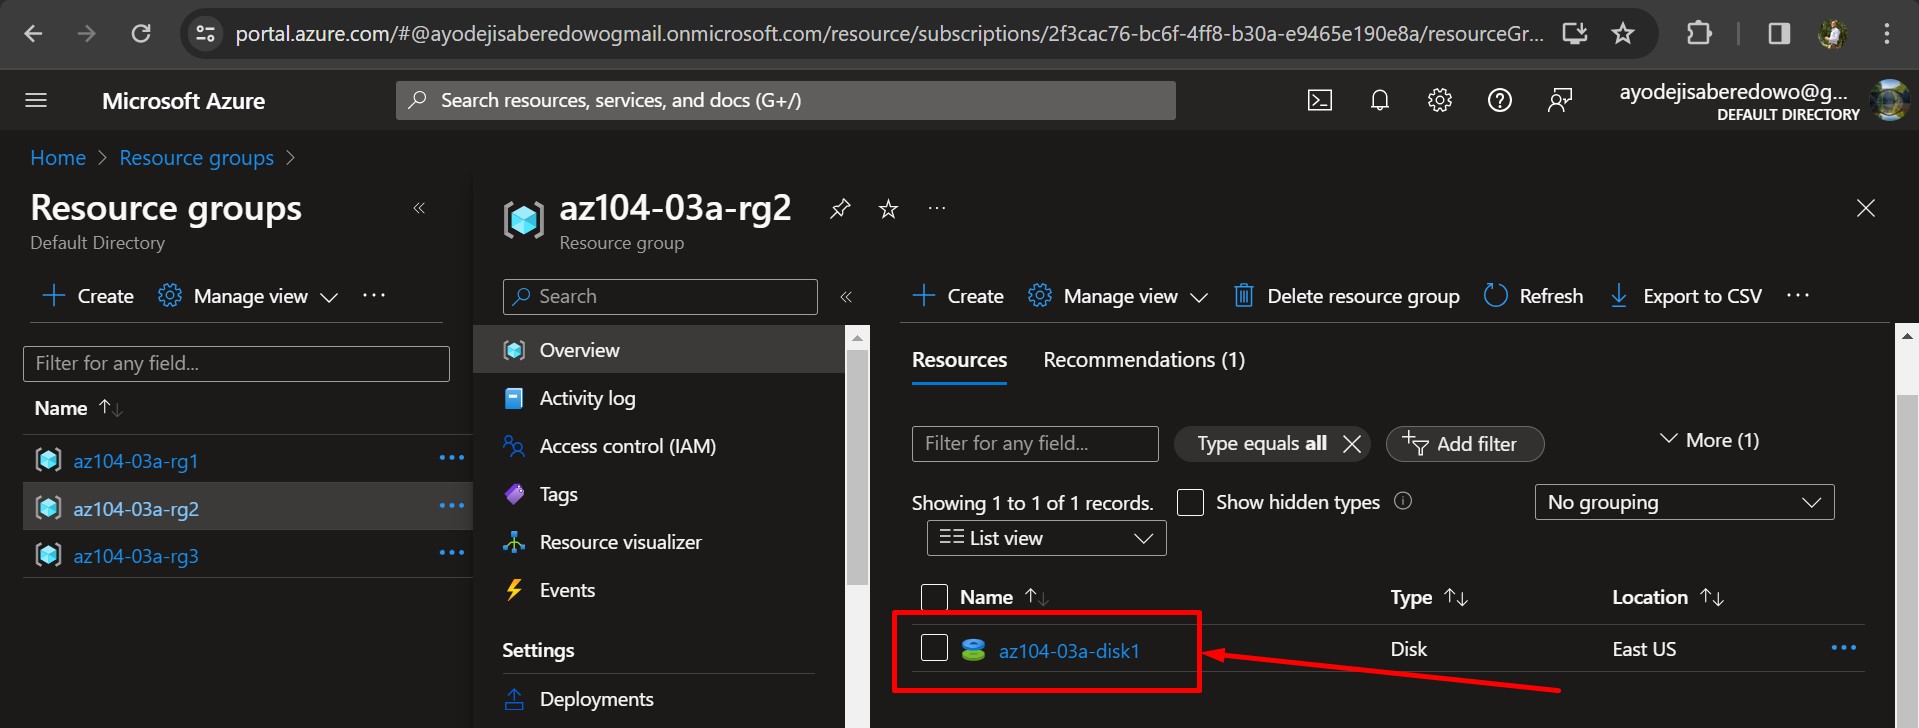 portal.azure.com/#@ayodejisaberedowogmail.onmicrosoft.com/resource/subscriptions/2f3cac76-bc6f-4ff8-b30a-e9465e190e8a/resourceGr...
Microsoft Azure
Search resources, services, and docs (G+/)
ayodejisaberedowo@g...
DEFAULT DIRECTORY
Home > Resource groups >
Resource groups
Default Directory
Create
Manage view
Filter for any field...
Name
az104-03a-rg1
az104-03a-rg2
az104-03a-rg3
az104-03a-rg2
Resource group
Search
Overview
Activity log
Access control (IAM)
Tags
Resource visualizer
Events
Settings
Deployments
Create
Manage view
Delete resource group
Refresh
Export to CSV
Resources
Recommendations (1)
Filter for any field...
Type equals all
Add filter
More (1)
Showing 1 to 1 of 1 records.
Show hidden types
No grouping
List view
Name
Type
Location
az104-03a-disk1
Disk
East US